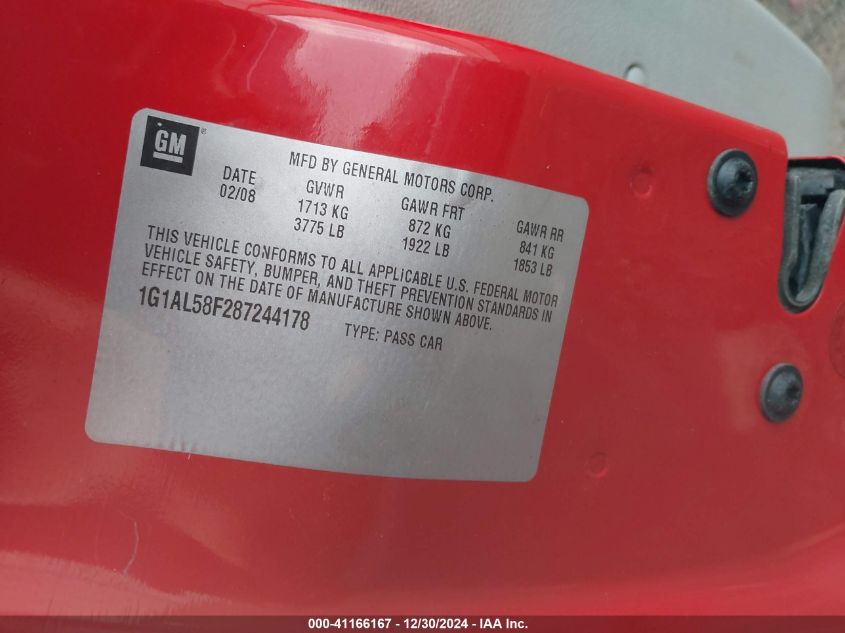 GM ®
MFD BY GENERAL MOTORS CORP.
DATE GVWR GAWR FRT GAWR RR
02/08 1713 KG 872 KG 841 KG
3775 LB 1922 LB 1853 LB
THIS VEHICLE CONFORMS TO ALL APPLICABLE U.S. FEDERAL MOTOR
VEHICLE SAFETY, BUMPER, AND THEFT PREVENTION STANDARDS IN
EFFECT ON THE DATE OF MANUFACTURE SHOWN ABOVE.
1G1AL58F287244178 TYPE: PASS CAR
000-41166167 - 12/30/2024 - IAA Inc.